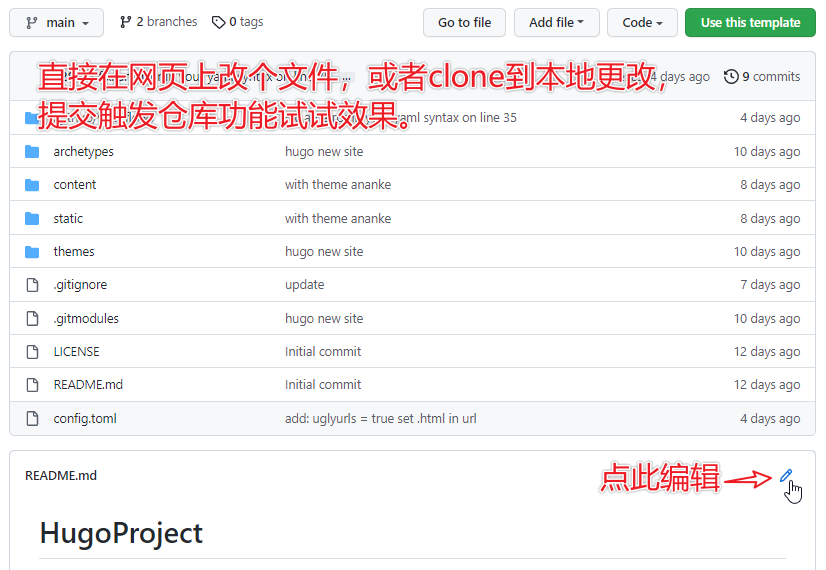 main
2 branches
0 tags
Go to file
Add file
Code
Use this template
直接在网页上改个文件，或者clone到本地更改，
提交触发仓库功能试试效果。
4 days ago
9 commits
yaml syntax on line 35
4 days ago
archetypes
hugo new site
10 days ago
content
with theme ananke
8 days ago
static
with theme ananke
8 days ago
themes
hugo new site
10 days ago
.gitignore
update
7 days ago
.gitmodules
hugo new site
10 days ago
LICENSE
Initial commit
12 days ago
README.md
Initial commit
12 days ago
config.toml
add: uglyurls = true set .html in url
4 days ago
README.md
点此编辑
HugoProject